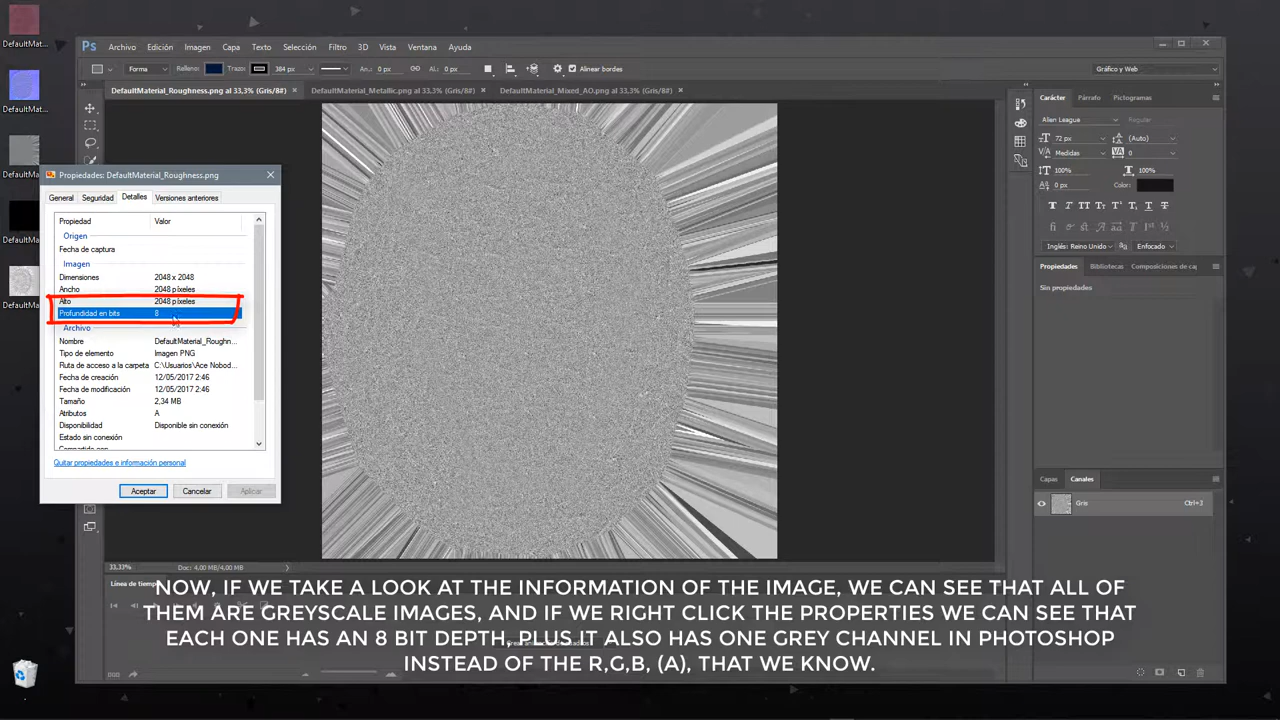 DefaultMat...
Ps Archivo Edición Imagen Capa Texto Selección Filtro 3D Vista Ventana Ayuda
Forma Relleno: Trazo: 384 px An.: 0 px Al.: 0 px Alinear bordes Gráfico y Web
DefaultMaterial_Roughness.png al 33,3% (Gris/8#) DefaultMaterial_Metallic.png al 33,3% (Gris/8#) DefaultMaterial_Mixed_AO.png al 33,3% (Gris/8#)
DefaultMat...
DefaultMat...
DefaultMat...
DefaultMat...
Propiedades: DefaultMaterial_Roughness.png
General Seguridad Detalles Versiones anteriores
Propiedad Valor
Origen
Fecha de captura
Imagen
Dimensiones 2048 x 2048
Ancho 2048 píxeles
Alto 2048 píxeles
Profundidad en bits 8
Archivo
Nombre DefaultMaterial_Roughn...
Tipo de elemento Imagen PNG
Ruta de acceso a la carpeta C:\Usuarios\Ace Nobod...
Fecha de creación 12/05/2017 2:46
Fecha de modificación 12/05/2017 2:46
Tamaño 2,34 MB
Atributos A
Disponibilidad Disponible sin conexión
Estado sin conexión
Compartido con
Quitar propiedades e información personal
Aceptar Cancelar Aplicar
Carácter Párrafo Pictogramas
Alien League Regular
72 px (Auto)
Medidas 0
100% 100%
0 px Color:
Inglés: Reino Unido Enfocado
Propiedades Bibliotecas Composiciones de cap
Sin propiedades
Capas Canales
Gris Ctrl+3
33,33% Doc: 4,00 MB/4,00 MB
Línea de tiempo
NOW, IF WE TAKE A LOOK AT THE INFORMATION OF THE IMAGE, WE CAN SEE THAT ALL OF
THEM ARE GREYSCALE IMAGES, AND IF WE RIGHT CLICK THE PROPERTIES WE CAN SEE THAT
EACH ONE HAS AN 8 BIT DEPTH, PLUS IT ALSO HAS ONE GREY CHANNEL IN PHOTOSHOP
INSTEAD OF THE R,G,B, (A), THAT WE KNOW.